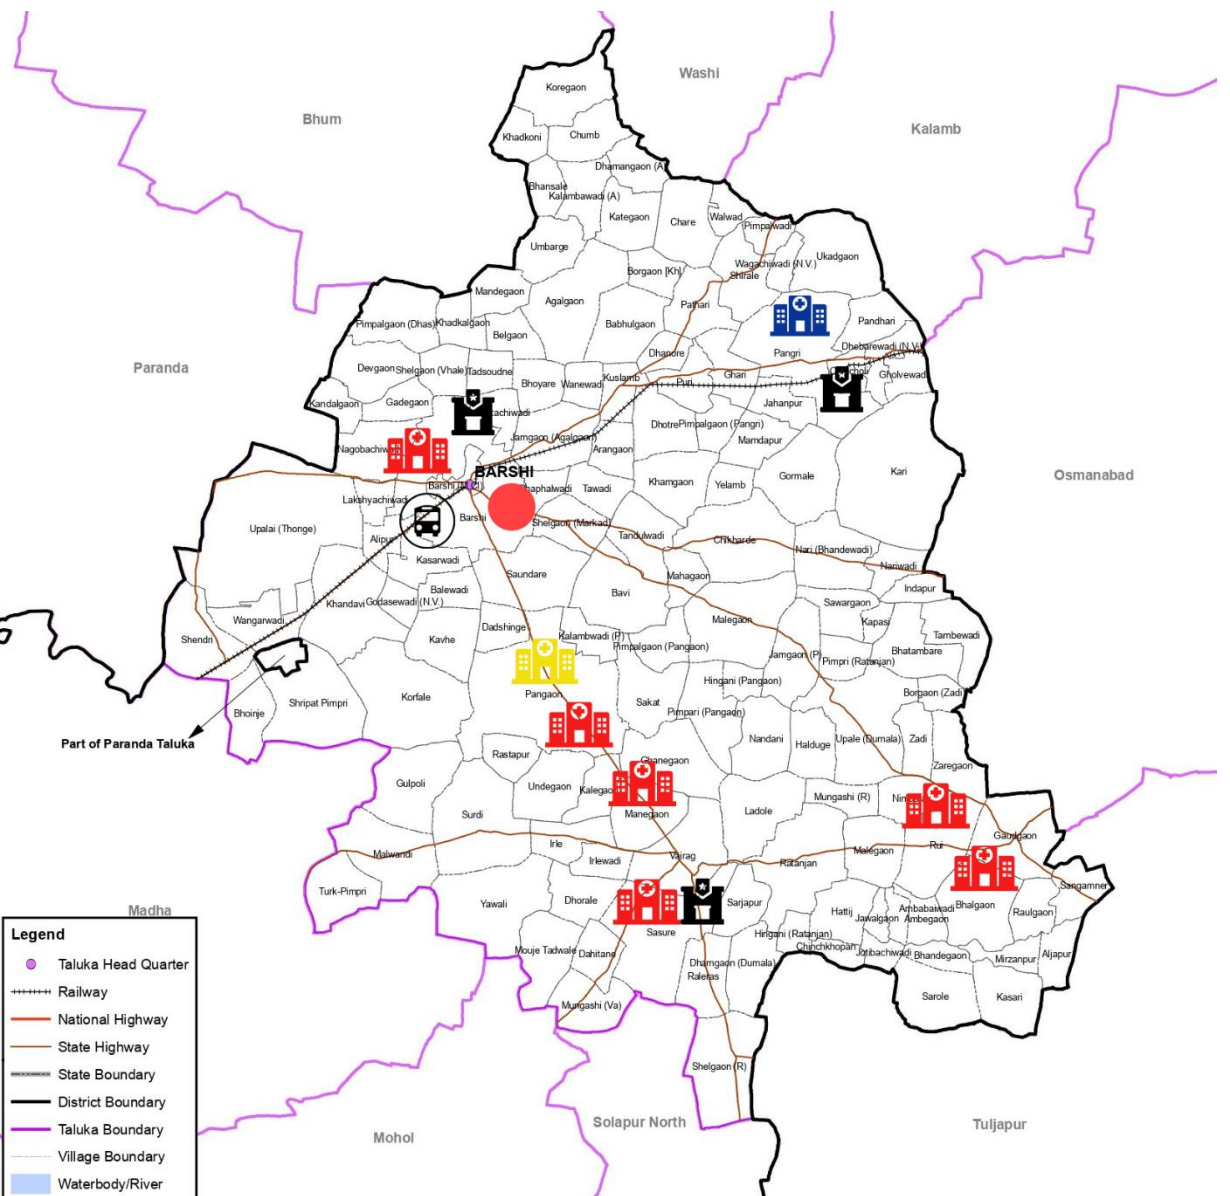 Washi
Bhum
Kalamb
Koregaon
Khadkoni
Chumb
Dhamangaon (A)
Bhansale
Kalambawadi (A)
Kategaon
Chare
Walwad
Pimpalwadi
Umbarge
Wagachiwadi (N.V.)
Ukadgaon
Borgaon [Kh]
Shirale
Mandegaon
Agalgaon
Pathari
Pimpalgaon (Dhas)
Khadkalgaon
Babhulgaon
Pandhari
Belgaon
Dhanore
Pangri
Dhebarewadi (N.V.)
Paranda
Devgaon
Shelgaon (Vhale)
Tadsoudne
Bhoyare
Wanewadi
Kuslamb
Puri
Ghari
Gholvewadi
Kandalgaon
Gadegaon
Jahanpur
Jamgaon (Agalgaon)
Dhotre
Pimpalgaon (Pangri)
Mamdapur
Arangaon
BARSHI
Gormale
Kari
Osmanabad
Tawadi
Khamgaon
Yelamb
Lakshyachiwadi
Upalai (Thonge)
Barshi
Shelgaon (Markad)
Alipur
Tandulwadi
Chikharde
Nari (Bhandewadi)
Kasarwadi
Nariwadi
Saundare
Mahagaon
Balewadi
Bavi
Indapur
Khandavi
Godasewadi (N.V.)
Sawargaon
Wangarwadi
Malegaon
Kapasi
Shendri
Kavhe
Dadshinge
Kalambwadi (P)
Tambewadi
Pimpalgaon (Pangaon)
Jamgaon (P)
Bhatambare
Pimpri (Ratanjan)
Hingani (Pangaon)
Korfale
Pangaon
Borgaon (Zadi)
Shripat Pimpri
Sakat
Bhoinje
Pimpari (Pangaon)
Part of Paranda Taluka
Nandani
Halduge
Upale (Dumala)
Zadi
Rastapur
Ghanegaon
Zaregaon
Gulpoli
Undegaon
Mungashi (R)
Surdi
Manegaon
Ladole
Gaudgaon
Irle
Rui
Malwandi
Irlewadi
Vairag
Ratanjan
Malegaon
Turk-Pimpri
Bhalgaon
Sangamner
Yawali
Dhorale
Sarjapur
Hattij
Ambabaiwadi
Raulgaon
Madha
Jawalgaon
Ambegaon
Sasure
Hingani (Ratanjan)
Mouje Tadwale
Dahitane
Chinchkhopan
Jotibachiwadi
Bhandegaon
Mirzanpur
Aljapur
Dhamgaon (Dumala)
Raleras
Mungashi (Va)
Sarole
Kasari
Shelgaon (R)
Mohol
Solapur North
Tuljapur
Legend
Taluka Head Quarter
Railway
National Highway
State Highway
State Boundary
District Boundary
Taluka Boundary
Village Boundary
Waterbody/River